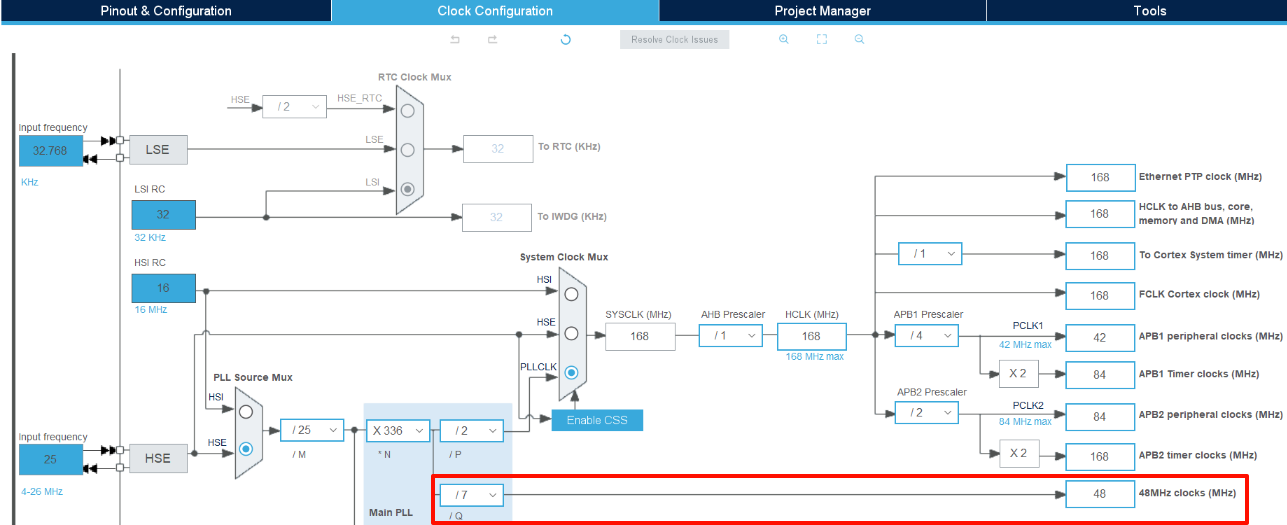 Pinout & Configuration
Clock Configuration
Project Manager
Tools
Resolve Clock Issues
RTC Clock Mux
HSE
/ 2
HSE_RTC
Input frequency
32.768
KHz
LSE
LSE
32
To RTC (KHz)
LSI RC
32
32 KHz
LSI
32
To IWDG (KHz)
HSI RC
16
16 MHz
System Clock Mux
HSI
HSE
PLLCLK
SYSCLK (MHz)
168
AHB Prescaler
/ 1
HCLK (MHz)
168
168 MHz max
Enable CSS
168
Ethernet PTP clock (MHz)
168
HCLK to AHB bus, core,
memory and DMA (MHz)
/ 1
168
To Cortex System timer (MHz)
168
FCLK Cortex clock (MHz)
APB1 Prescaler
/ 4
PCLK1
42 MHz max
42
APB1 peripheral clocks (MHz)
X 2
84
APB1 Timer clocks (MHz)
APB2 Prescaler
/ 2
PCLK2
84 MHz max
84
APB2 peripheral clocks (MHz)
X 2
168
APB2 timer clocks (MHz)
PLL Source Mux
HSI
HSE
Input frequency
25
4-26 MHz
HSE
/ 25
/ M
X 336
* N
/ 2
/ P
/ 7
/ Q
Main PLL
48
48MHz clocks (MHz)